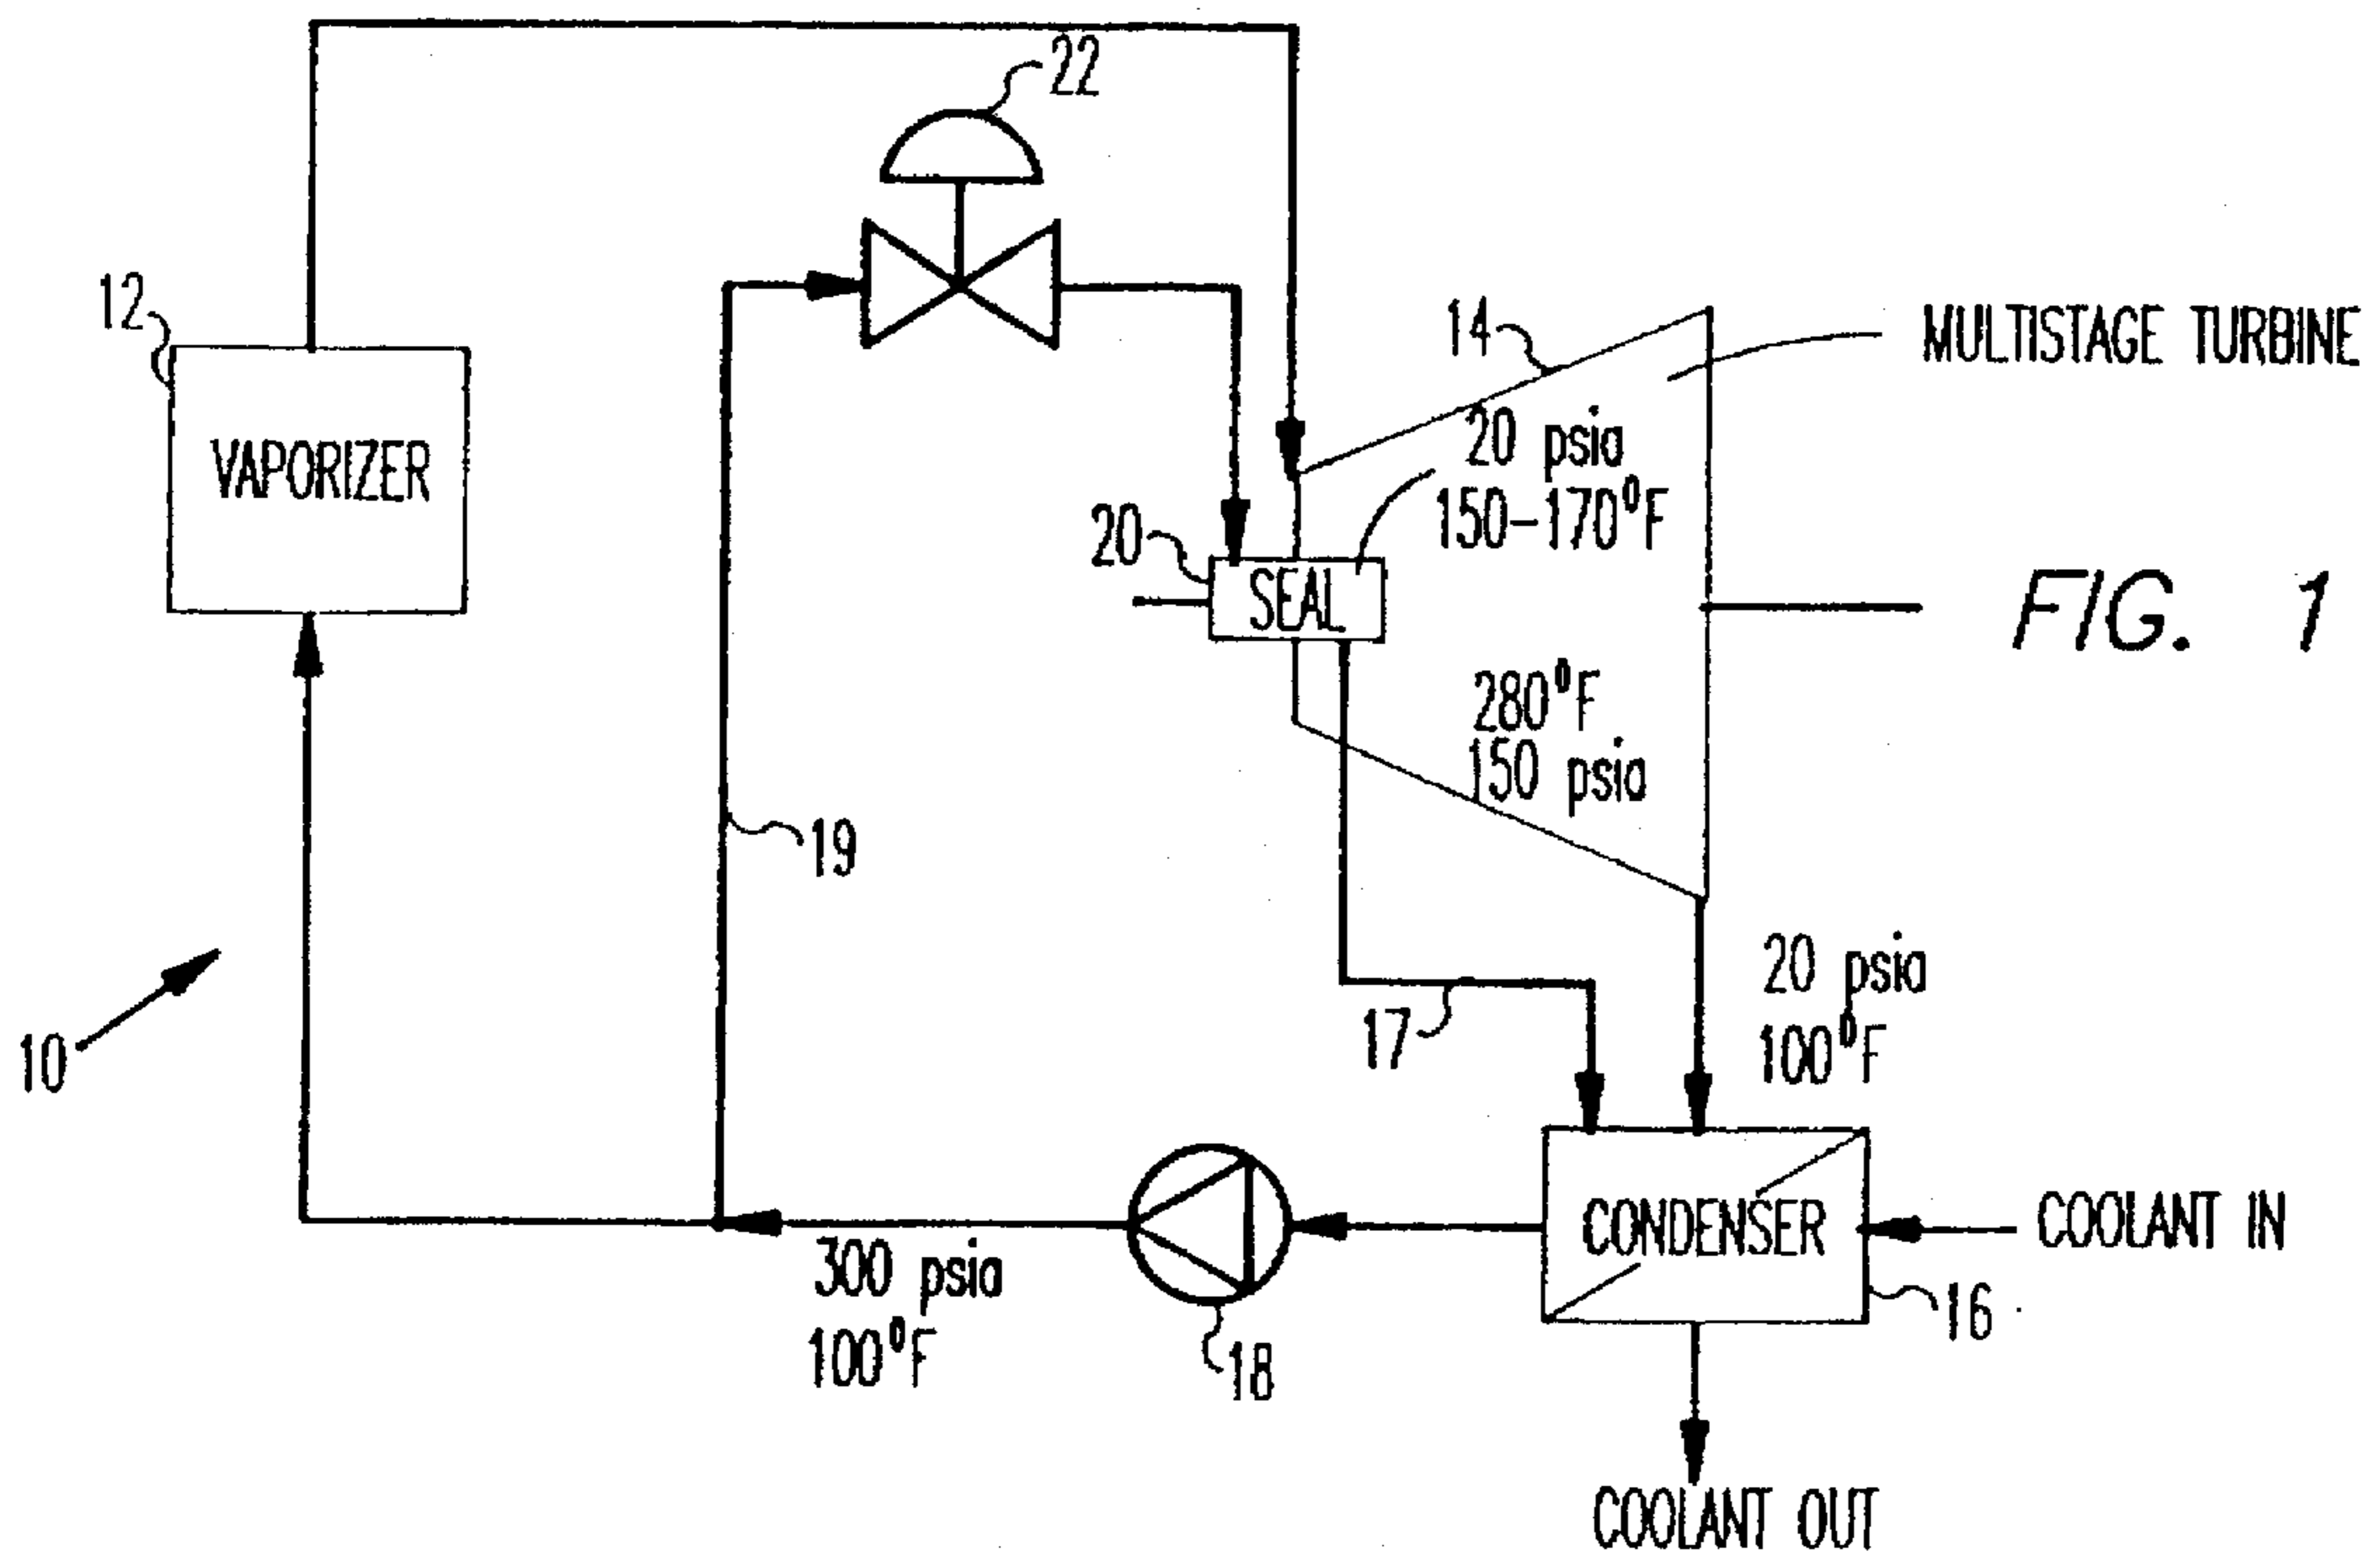 22
12
VAPORIZER
14
MULTISTAGE TURBINE
20 psia
150-170°F
20
SEAL
FIG. 1
280°F
150 psia
19
10
17
20 psia
100°F
300 psia
100°F
18
CONDENSER
COOLANT IN
16
COOLANT OUT